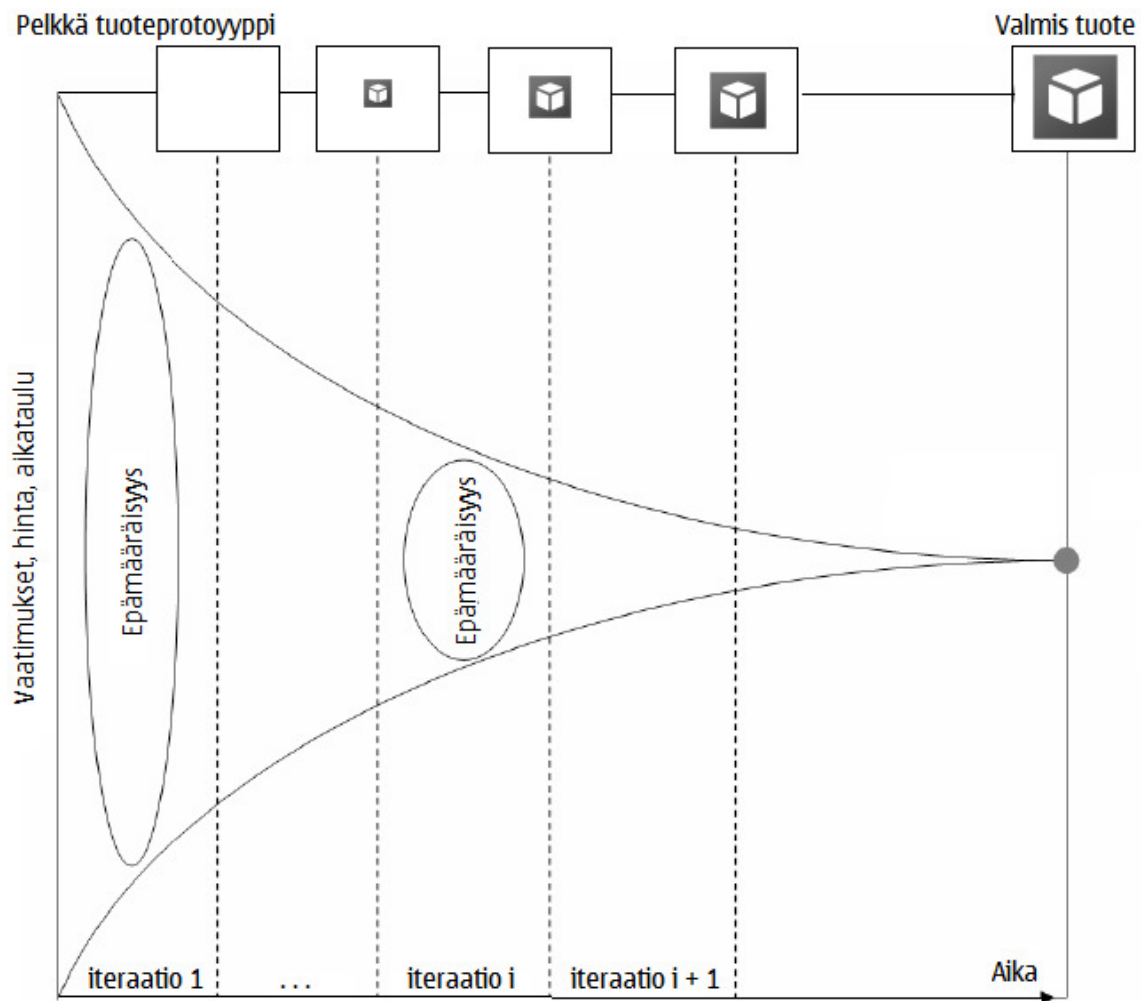 Pelkkä tuoteprotoyyppi
Valmis tuote
Vaatimukset, hinta, aikataulu
Epämääräisyys
Epämääräisyys
iteraatio 1
...
iteraatio i
iteraatio i + 1
Aika